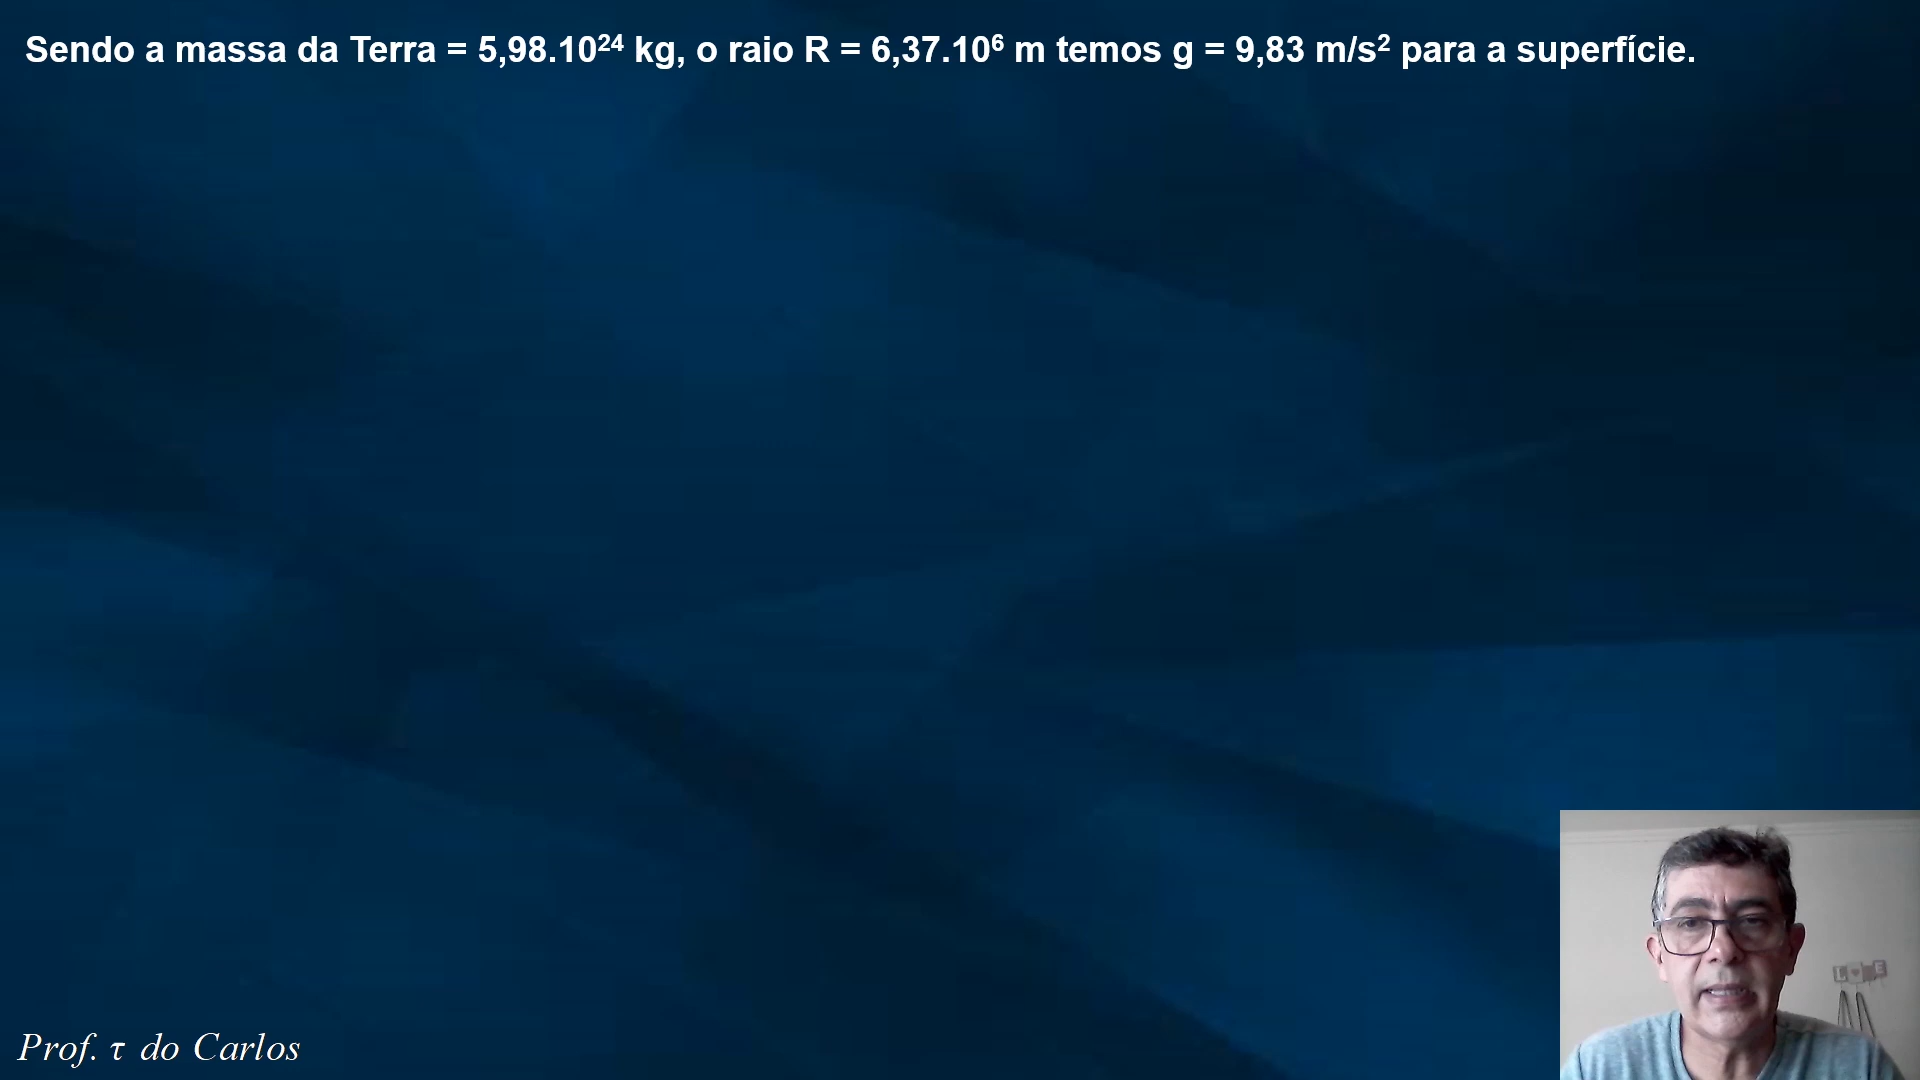 Sendo a massa da Terra = 5,98.10²⁴ kg, o raio R = 6,37.10⁶ m temos g = 9,83 m/s² para a superfície.
L♥VE
Prof. τ do Carlos